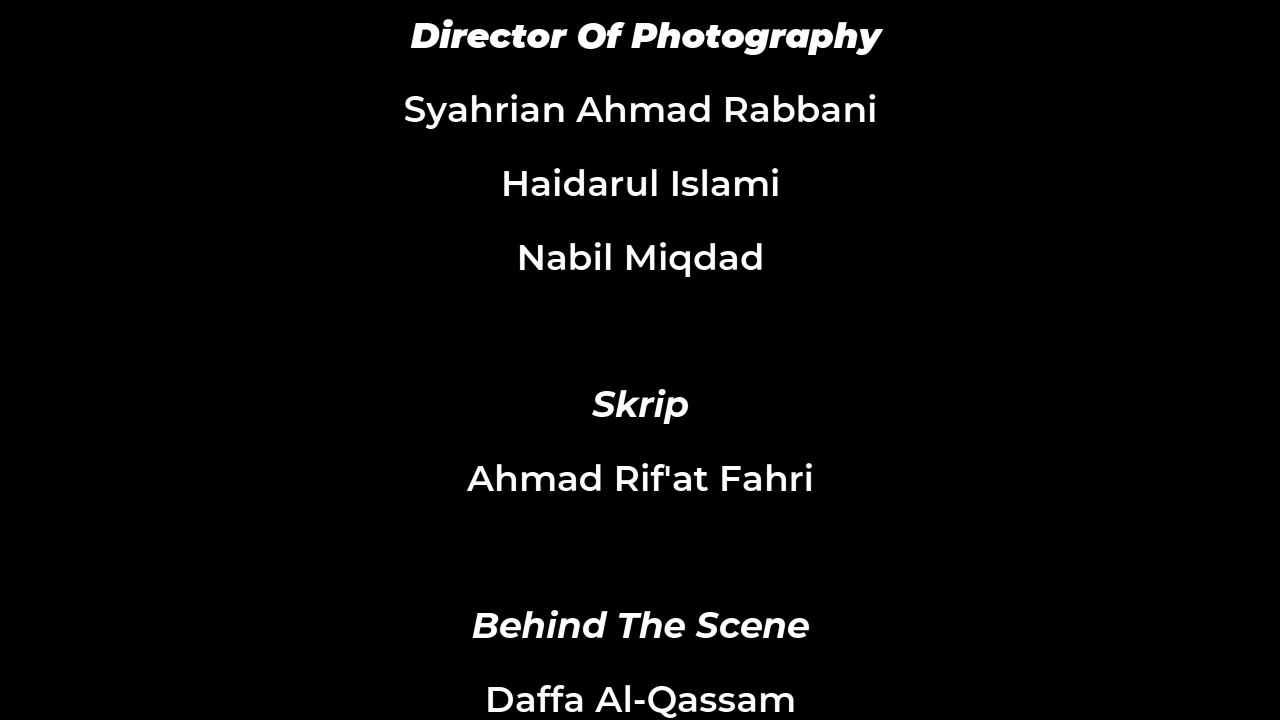 Director Of Photography
Syahrian Ahmad Rabbani
Haidarul Islami
Nabil Miqdad
Skrip
Ahmad Rif'at Fahri
Behind The Scene
Daffa Al-Qassam